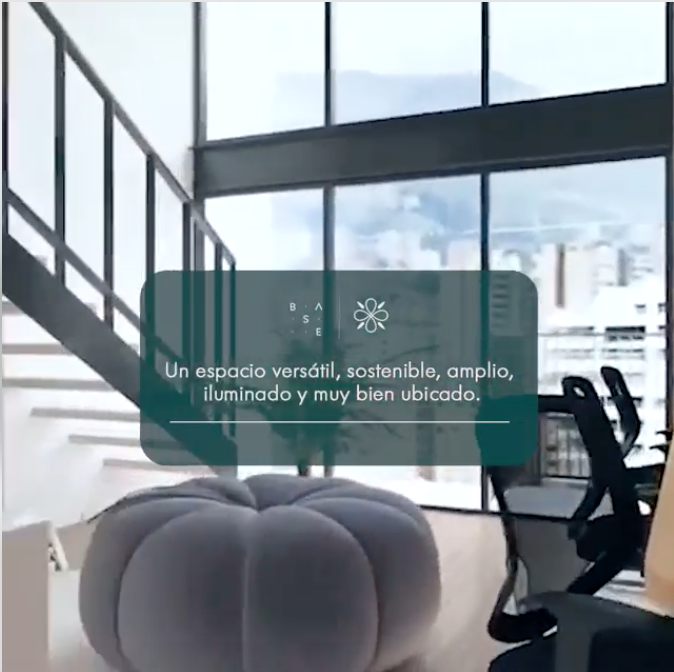 B · A
· S ·
· · E
Un espacio versátil, sostenible, amplio,
iluminado y muy bien ubicado.